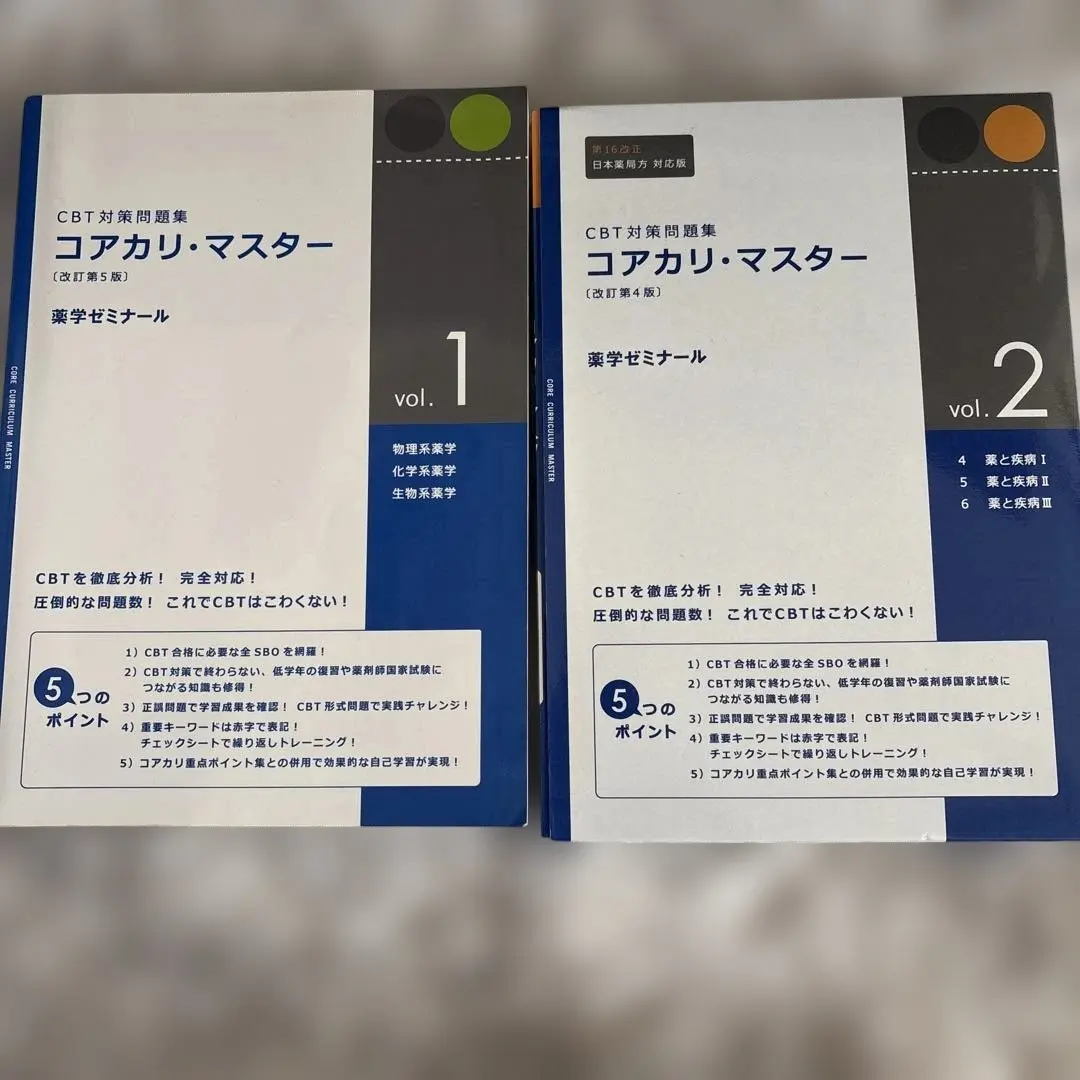 CBT対策問題集
コアカリ・マスター
〔改訂第5版〕
薬学ゼミナール
CORE CURRICULUM MASTER
vol. 1
物理系薬学
化学系薬学
生物系薬学
CBTを徹底分析! 完全対応!
圧倒的な問題数! これでCBTはこわくない!
5つの
ポイント
1) CBT合格に必要な全SBOを網羅!
2) CBT対策で終わらない、低学年の復習や薬剤師国家試験に
つながる知識も修得!
3) 正誤問題で学習成果を確認! CBT形式問題で実践チャレンジ!
4) 重要キーワードは赤字で表記!
チェックシートで繰り返しトレーニング!
5) コアカリ重点ポイント集との併用で効果的な自己学習が実現!
第16改正
日本薬局方 対応版
CBT対策問題集
コアカリ・マスター
〔改訂第4版〕
薬学ゼミナール
CORE CURRICULUM MASTER
vol. 2
4 薬と疾病Ⅰ
5 薬と疾病Ⅱ
6 薬と疾病Ⅲ
CBTを徹底分析! 完全対応!
圧倒的な問題数! これでCBTはこわくない!
5つの
ポイント
1) CBT合格に必要な全SBOを網羅!
2) CBT対策で終わらない、低学年の復習や薬剤師国家試験に
つながる知識も修得!
3) 正誤問題で学習成果を確認! CBT形式問題で実践チャレンジ!
4) 重要キーワードは赤字で表記!
チェックシートで繰り返しトレーニング!
5) コアカリ重点ポイント集との併用で効果的な自己学習が実現!